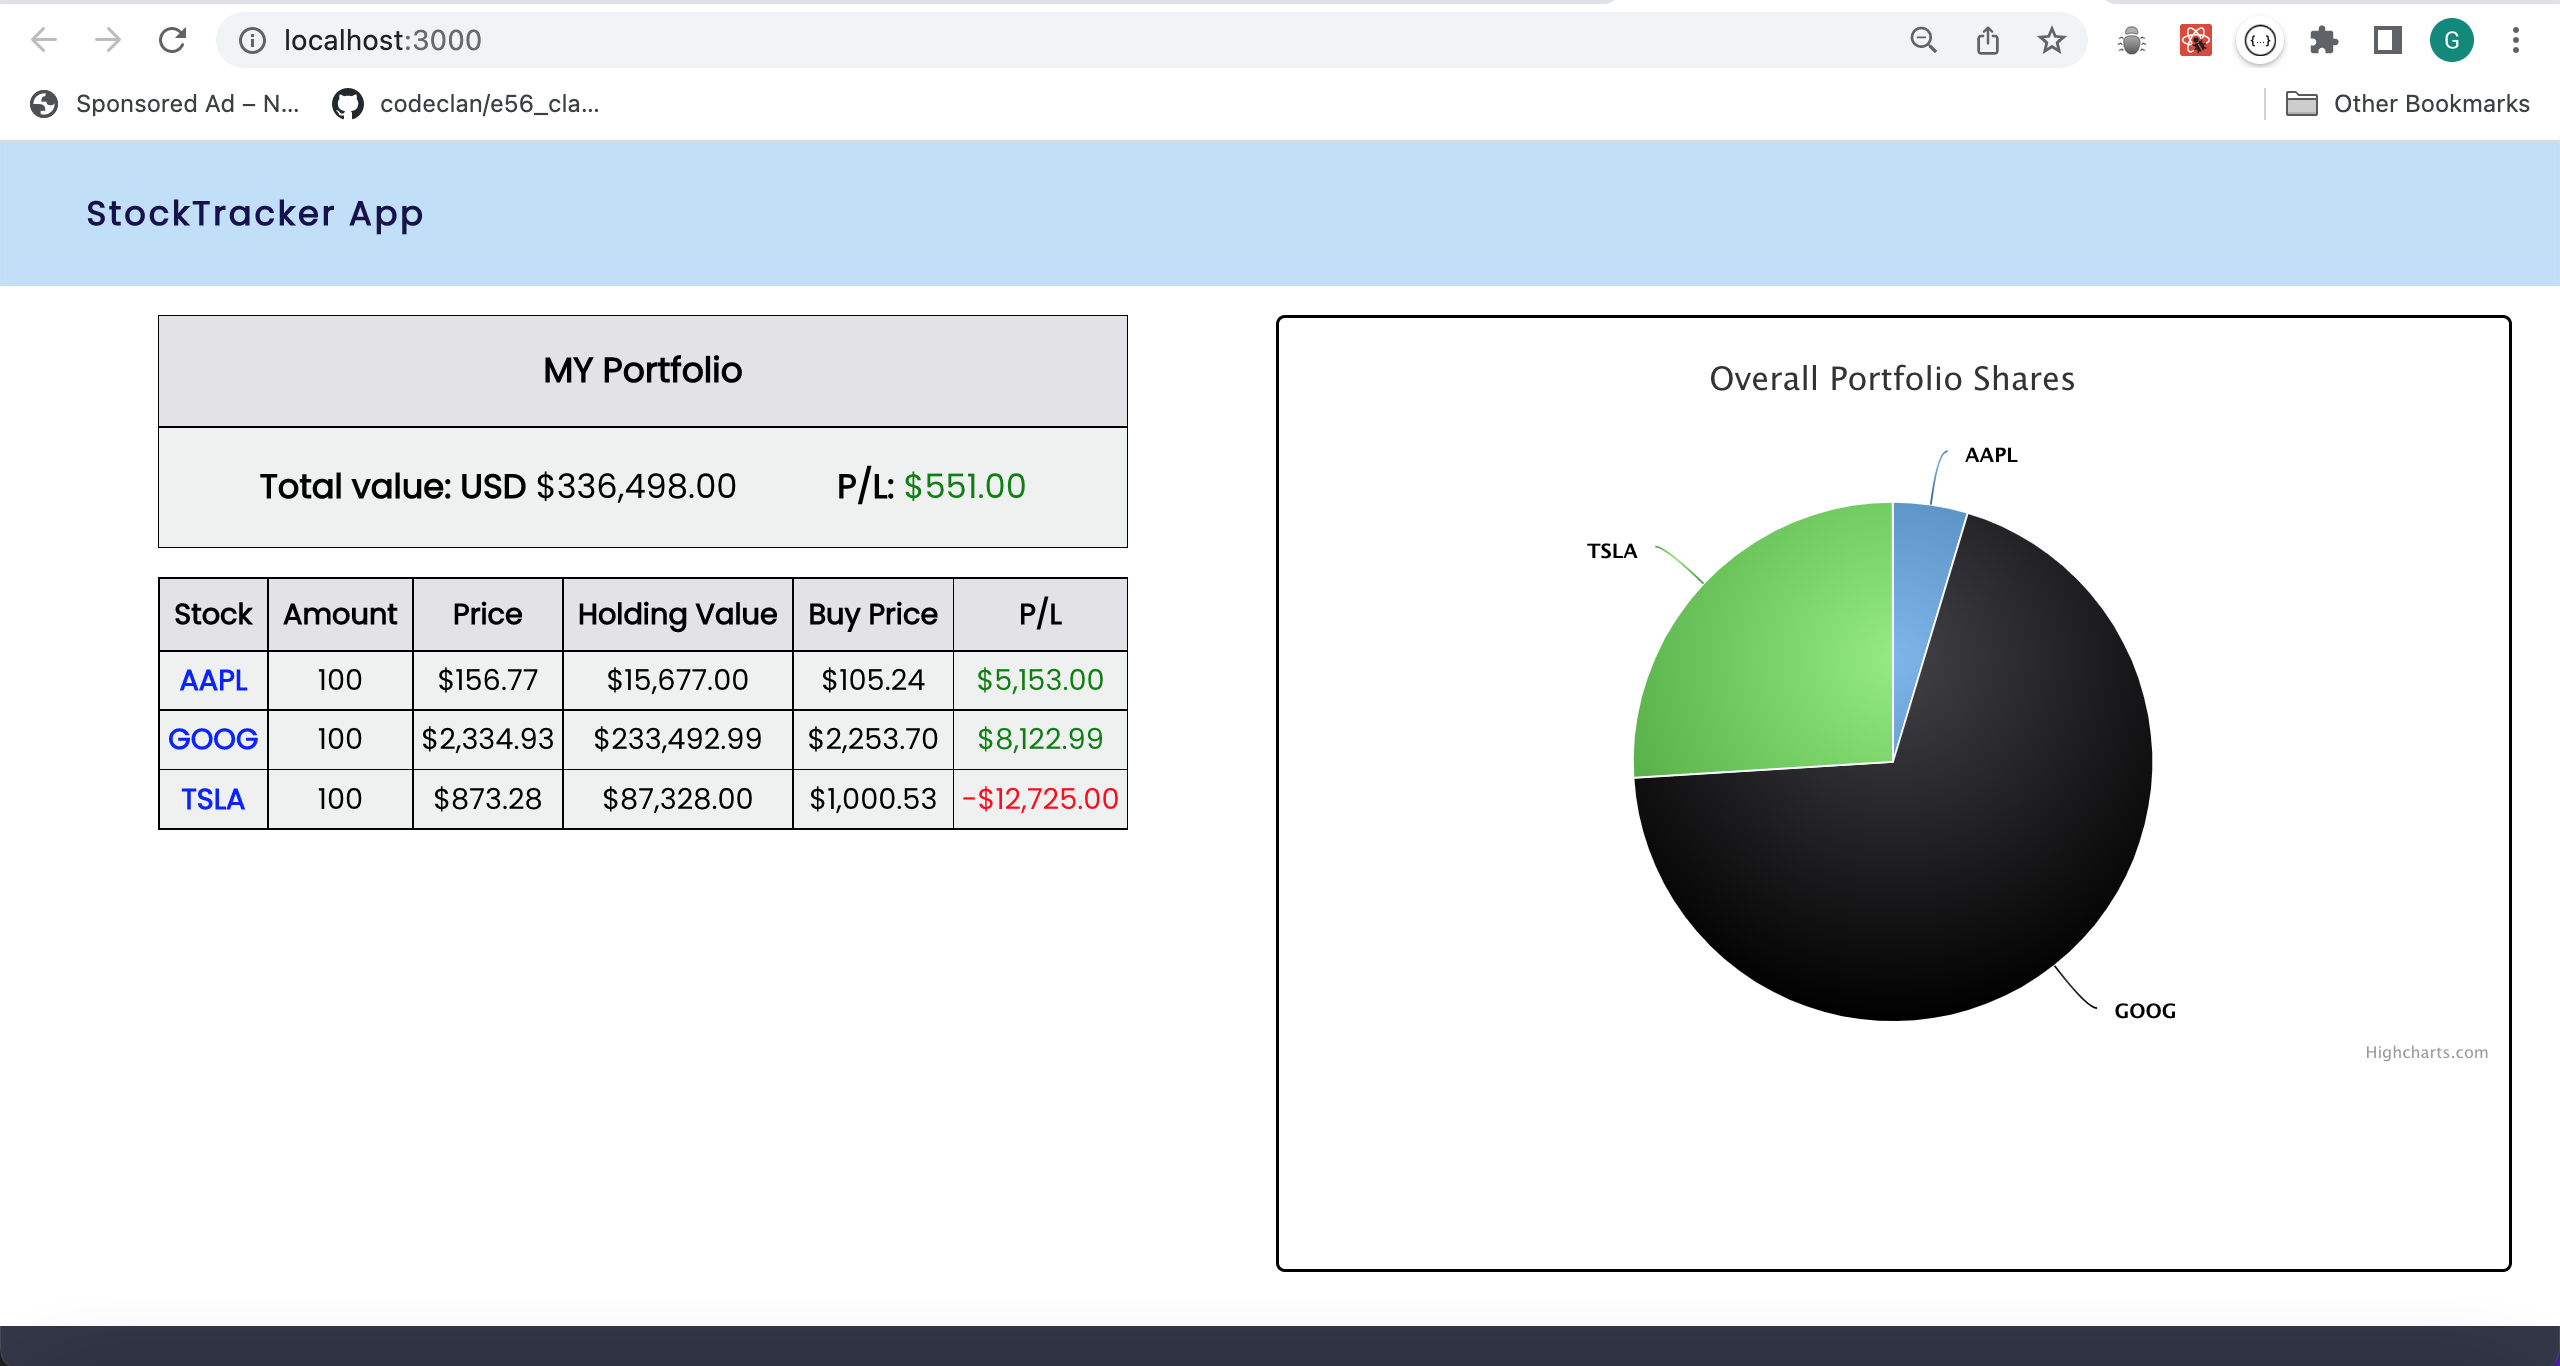 localhost:3000
G
Sponsored Ad – N...
codeclan/e56_cla...
Other Bookmarks
StockTracker App
MY Portfolio
Total value: USD $336,498.00 P/L: $551.00
Stock Amount Price Holding Value Buy Price P/L
AAPL 100 $156.77 $15,677.00 $105.24 $5,153.00
GOOG 100 $2,334.93 $233,492.99 $2,253.70 $8,122.99
TSLA 100 $873.28 $87,328.00 $1,000.53 -$12,725.00
Overall Portfolio Shares
AAPL
TSLA
GOOG
Highcharts.com